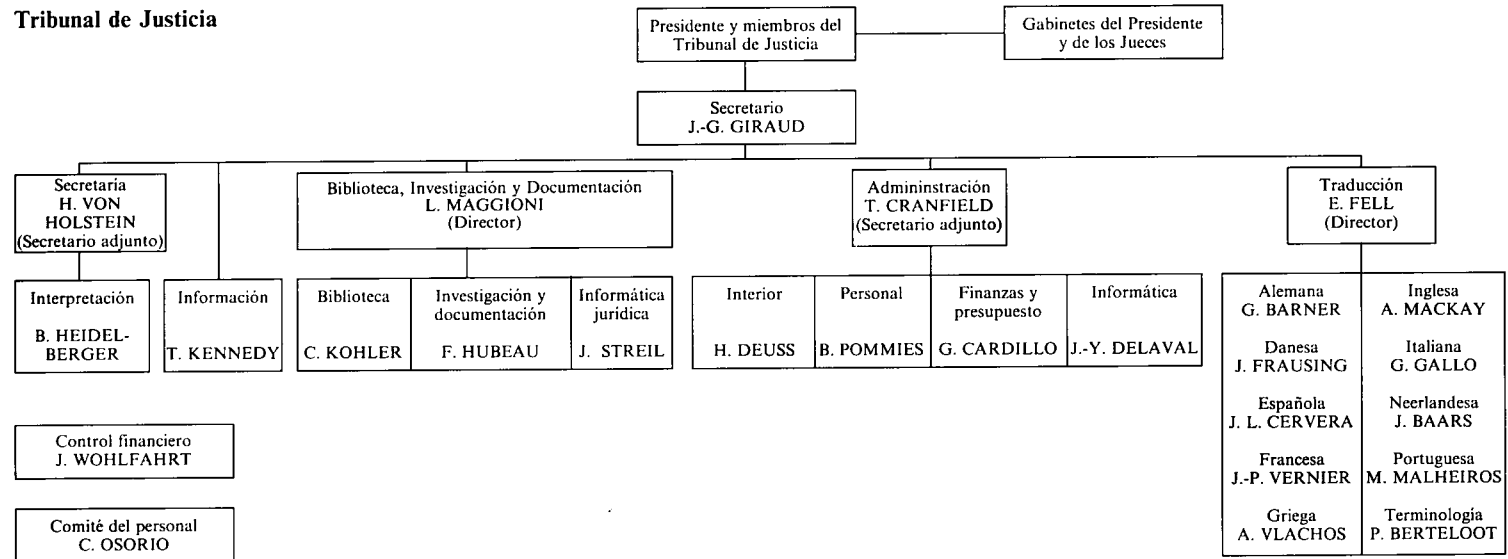 Tribunal de Justicia
Presidente y miembros del
Tribunal de Justicia
Gabinetes del Presidente
y de los Jueces
Secretario
J.-G. GIRAUD
Secretaría
H. VON
HOLSTEIN
(Secretario adjunto)
Biblioteca, Investigación y Documentación
L. MAGGIONI
(Director)
Admininstración
T. CRANFIELD
(Secretario adjunto)
Traducción
E. FELL
(Director)
Interpretación
B. HEIDEL-
BERGER
Información
T. KENNEDY
Biblioteca
C. KOHLER
Investigación y
documentación
F. HUBEAU
Informática
jurídica
J. STREIL
Interior
H. DEUSS
Personal
B. POMMIES
Finanzas y
presupuesto
G. CARDILLO
Informática
J.-Y. DELAVAL
Alemana
G. BARNER
Danesa
J. FRAUSING
Española
J. L. CERVERA
Francesa
J.-P. VERNIER
Griega
A. VLACHOS
Inglesa
A. MACKAY
Italiana
G. GALLO
Neerlandesa
J. BAARS
Portuguesa
M. MALHEIROS
Terminología
P. BERTELOOT
Control financiero
J. WOHLFAHRT
Comité del personal
C. OSORIO